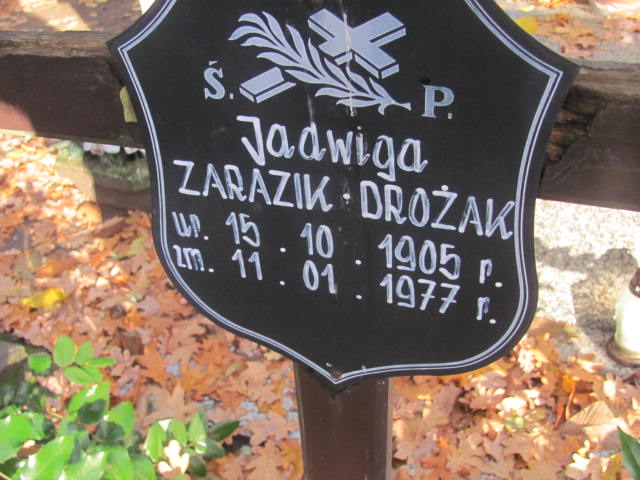 Ś. P.
Jadwiga
ZARAZIK-DROŻAK
ur. 15.10.1905 r.
zm. 11.01.1977 r.